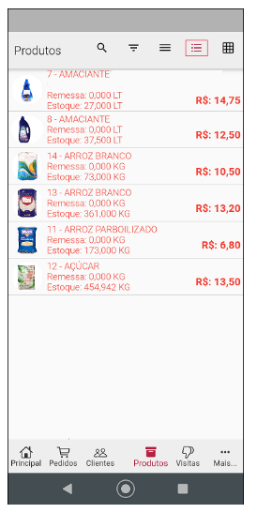 Produtos
7 - AMACIANTE
Remessa: 0,000 LT
Estoque: 27,000 LT
R$: 14,75
8 - AMACIANTE
Remessa: 0,000 LT
Estoque: 37,500 LT
R$: 12,50
14 - ARROZ BRANCO
Remessa: 0,000 KG
Estoque: 73,000 KG
R$: 10,50
13 - ARROZ BRANCO
Remessa: 0,000 KG
Estoque: 361,000 KG
R$: 13,20
11 - ARROZ PARBOILIZADO
Remessa: 0,000 KG
Estoque: 173,000 KG
R$: 6,80
12 - AÇÚCAR
Remessa: 0,000 KG
Estoque: 454,942 KG
R$: 13,50
Principal Pedidos Clientes Produtos Visitas Mais...